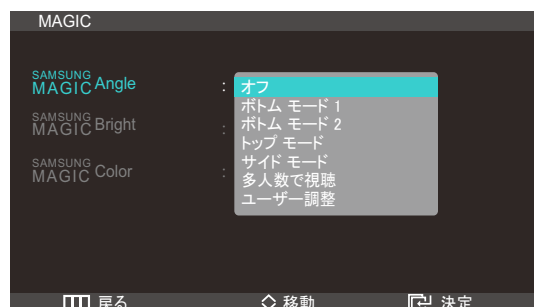 MAGIC
SAMSUNG MAGIC Angle : オフ
ボトム モード 1
SAMSUNG MAGIC Bright : ボトム モード 2
トップ モード
SAMSUNG MAGIC Color : サイド モード
多人数で視聴
ユーザー調整
戻る 移動 決定